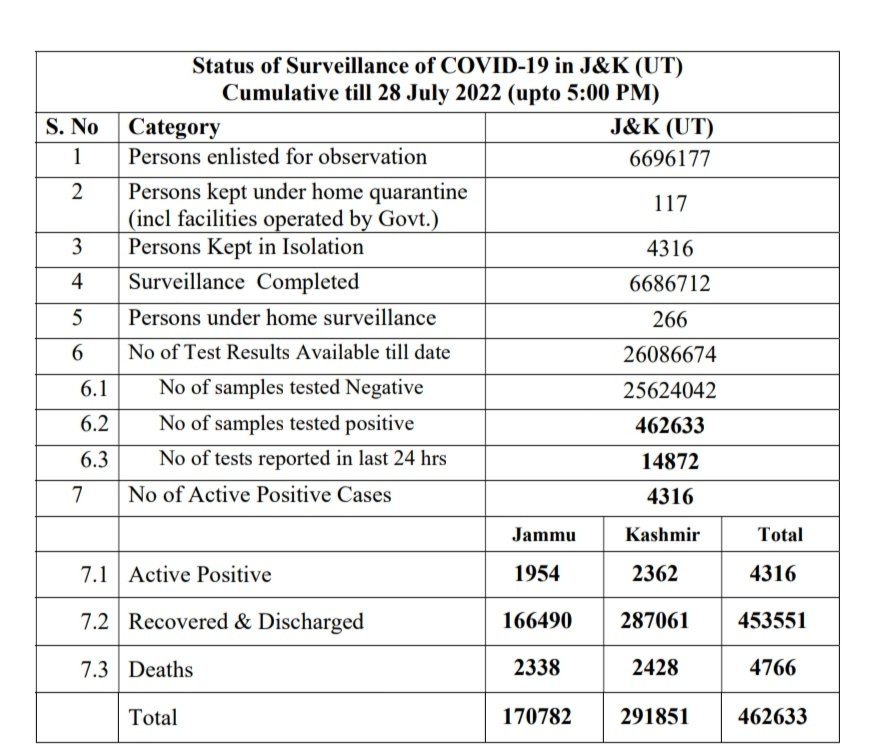 Status of Surveillance of COVID-19 in J&K (UT)
Cumulative till 28 July 2022 (upto 5:00 PM)
S. No Category J&K (UT)
1 Persons enlisted for observation 6696177
2 Persons kept under home quarantine
(incl facilities operated by Govt.) 117
3 Persons Kept in Isolation 4316
4 Surveillance Completed 6686712
5 Persons under home surveillance 266
6 No of Test Results Available till date 26086674
6.1 No of samples tested Negative 25624042
6.2 No of samples tested positive 462633
6.3 No of tests reported in last 24 hrs 14872
7 No of Active Positive Cases 4316
Jammu Kashmir Total
7.1 Active Positive 1954 2362 4316
7.2 Recovered & Discharged 166490 287061 453551
7.3 Deaths 2338 2428 4766
Total 170782 291851 462633